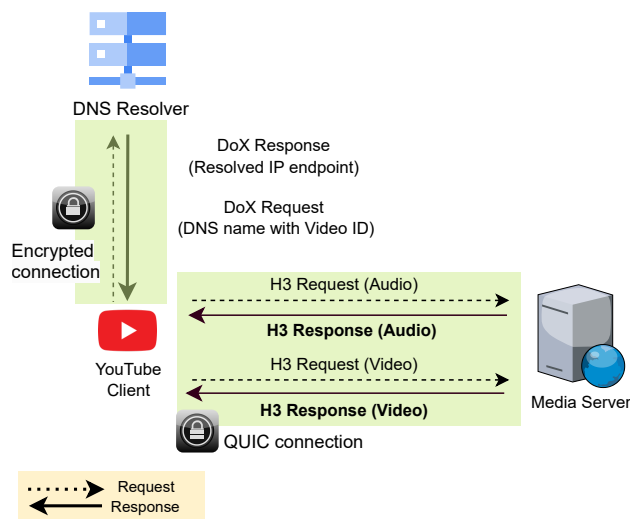 DNS Resolver
DoX Response
(Resolved IP endpoint)
DoX Request
(DNS name with Video ID)
Encrypted
connection
YouTube
Client
H3 Request (Audio)
H3 Response (Audio)
H3 Request (Video)
H3 Response (Video)
Media Server
QUIC connection
Request
Response